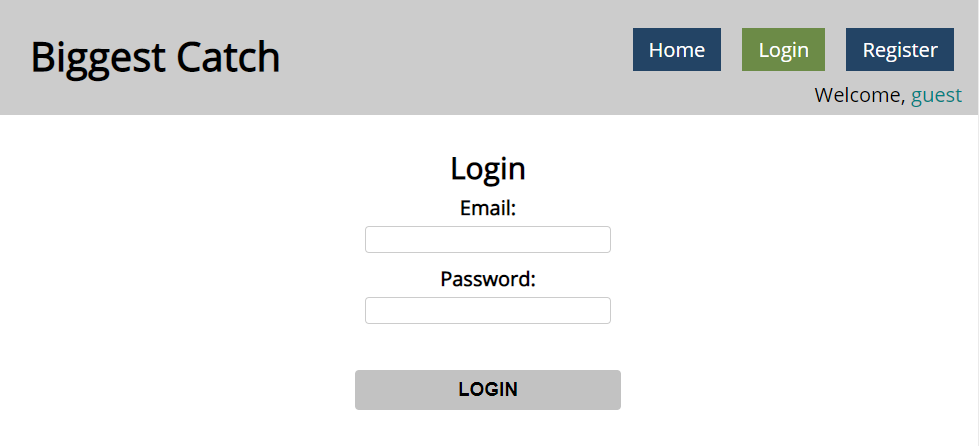 Biggest Catch
Home Login Register
Welcome, guest
Login
Email:
Password:
LOGIN